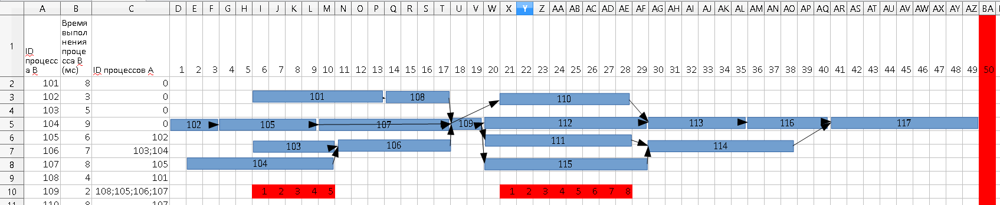 A B C D E F G H I J K L M N O P Q R S T U V W X Y Z AA AB AC AD AE AF AG AH AI AJ AK AL AM AN AO AP AQ AR AS AT AU AV AW AX AY AZ BA
1
ID
процесс
а B
Время
выпол
нения
проце
сса B
(мс)
ID процессов A
1 2 3 4 5 6 7 8 9 10 11 12 13 14 15 16 17 18 19 20 21 22 23 24 25 26 27 28 29 30 31 32 33 34 35 36 37 38 39 40 41 42 43 44 45 46 47 48 49 50
2 101 8 0
3 102 3 0 101 108 110
4 103 5 0
5 104 9 0 102 105 107 109 112 113 116 117
6 105 6 102 111
7 106 7 103;104 103 106 114
8 107 8 105 104 115
9 108 4 101
10 109 2 108;105;106;107 1 2 3 4 5 1 2 3 4 5 6 7 8
11 110 8 107